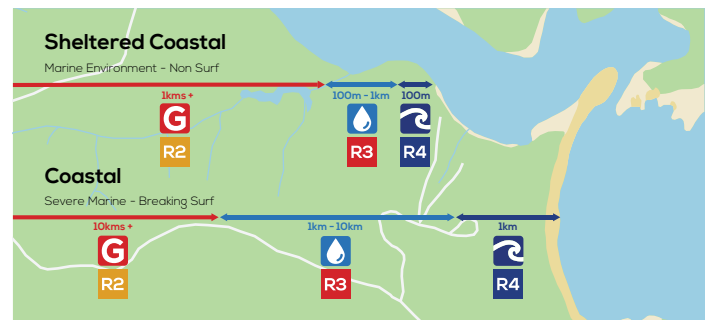 Sheltered Coastal
Marine Environment - Non Surf
1kms + 100m - 1km 100m
G
R2 R3 R4
Coastal
Severe Marine - Breaking Surf
10kms + 1km - 10km 1km
G
R2 R3 R4